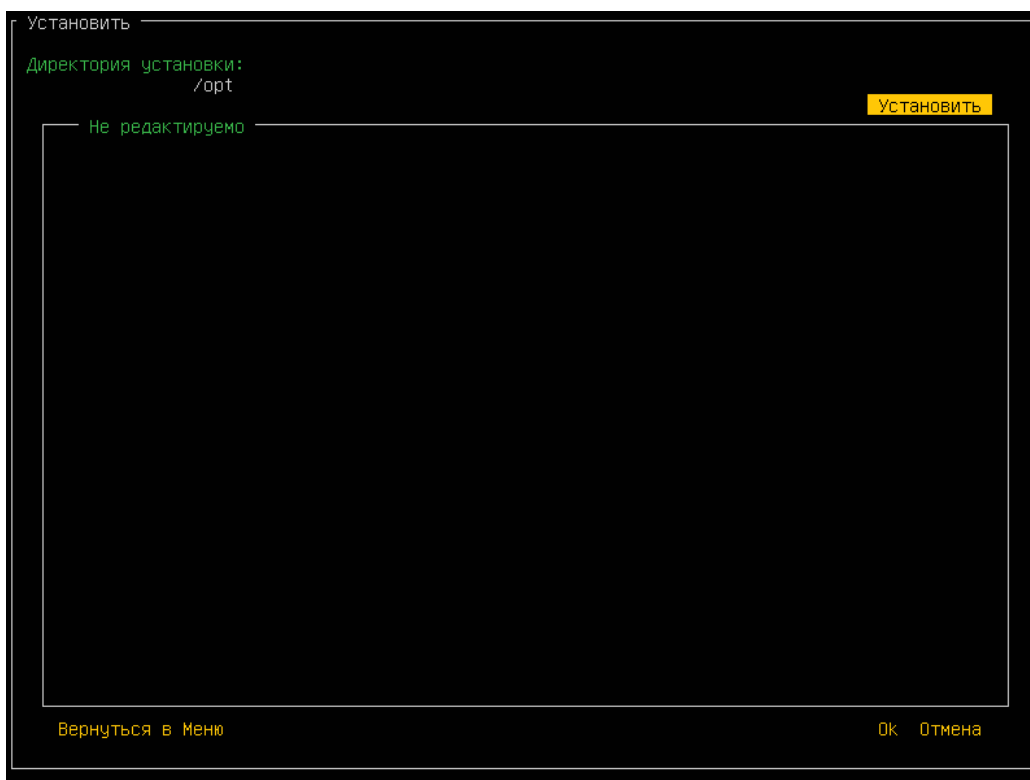 Установить
Директория установки:
/opt
Установить
Не редактируемо
Вернуться в Меню
Ok Отмена